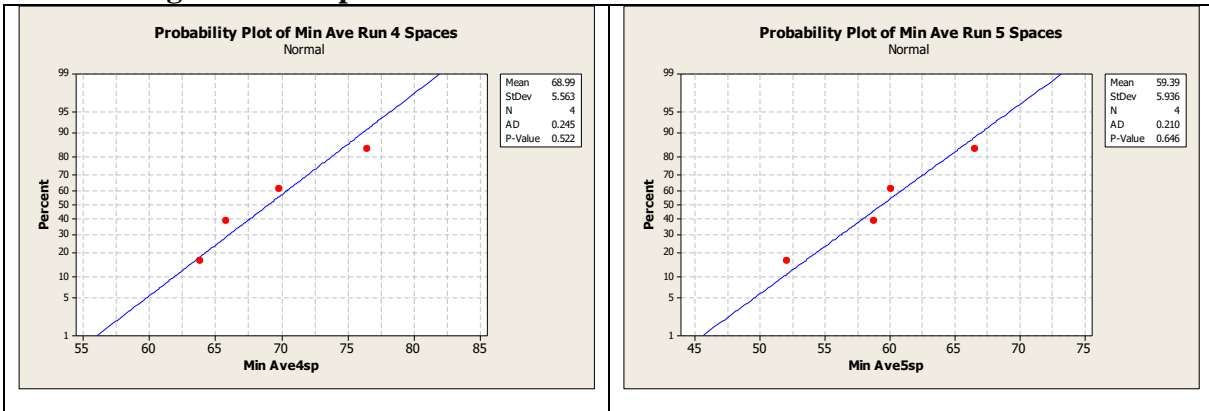 Probability Plot of Min Ave Run 4 Spaces
Normal
99
95
90
80
70
60
50
40
30
20
10
5
1
Percent
55 60 65 70 75 80 85
Min Ave4sp
Mean 68.99
StDev 5.563
N 4
AD 0.245
P-Value 0.522
Probability Plot of Min Ave Run 5 Spaces
Normal
99
95
90
80
70
60
50
40
30
20
10
5
1
Percent
45 50 55 60 65 70 75
Min Ave5sp
Mean 59.39
StDev 5.936
N 4
AD 0.210
P-Value 0.646